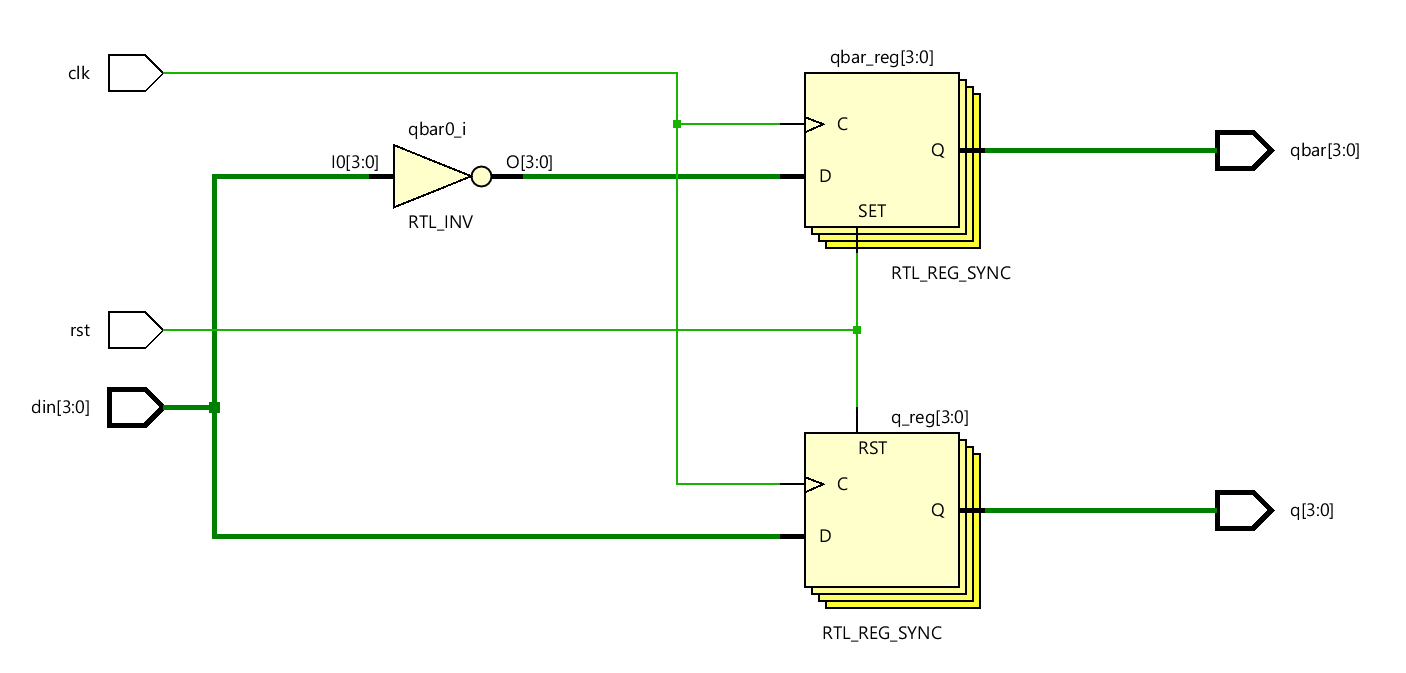 qbar_reg[3:0]
clk
C
qbar0_i
Q
qbar[3:0]
I0[3:0]
O[3:0]
D
SET
RTL_INV
RTL_REG_SYNC
rst
din[3:0]
q_reg[3:0]
RST
C
Q
q[3:0]
D
RTL_REG_SYNC